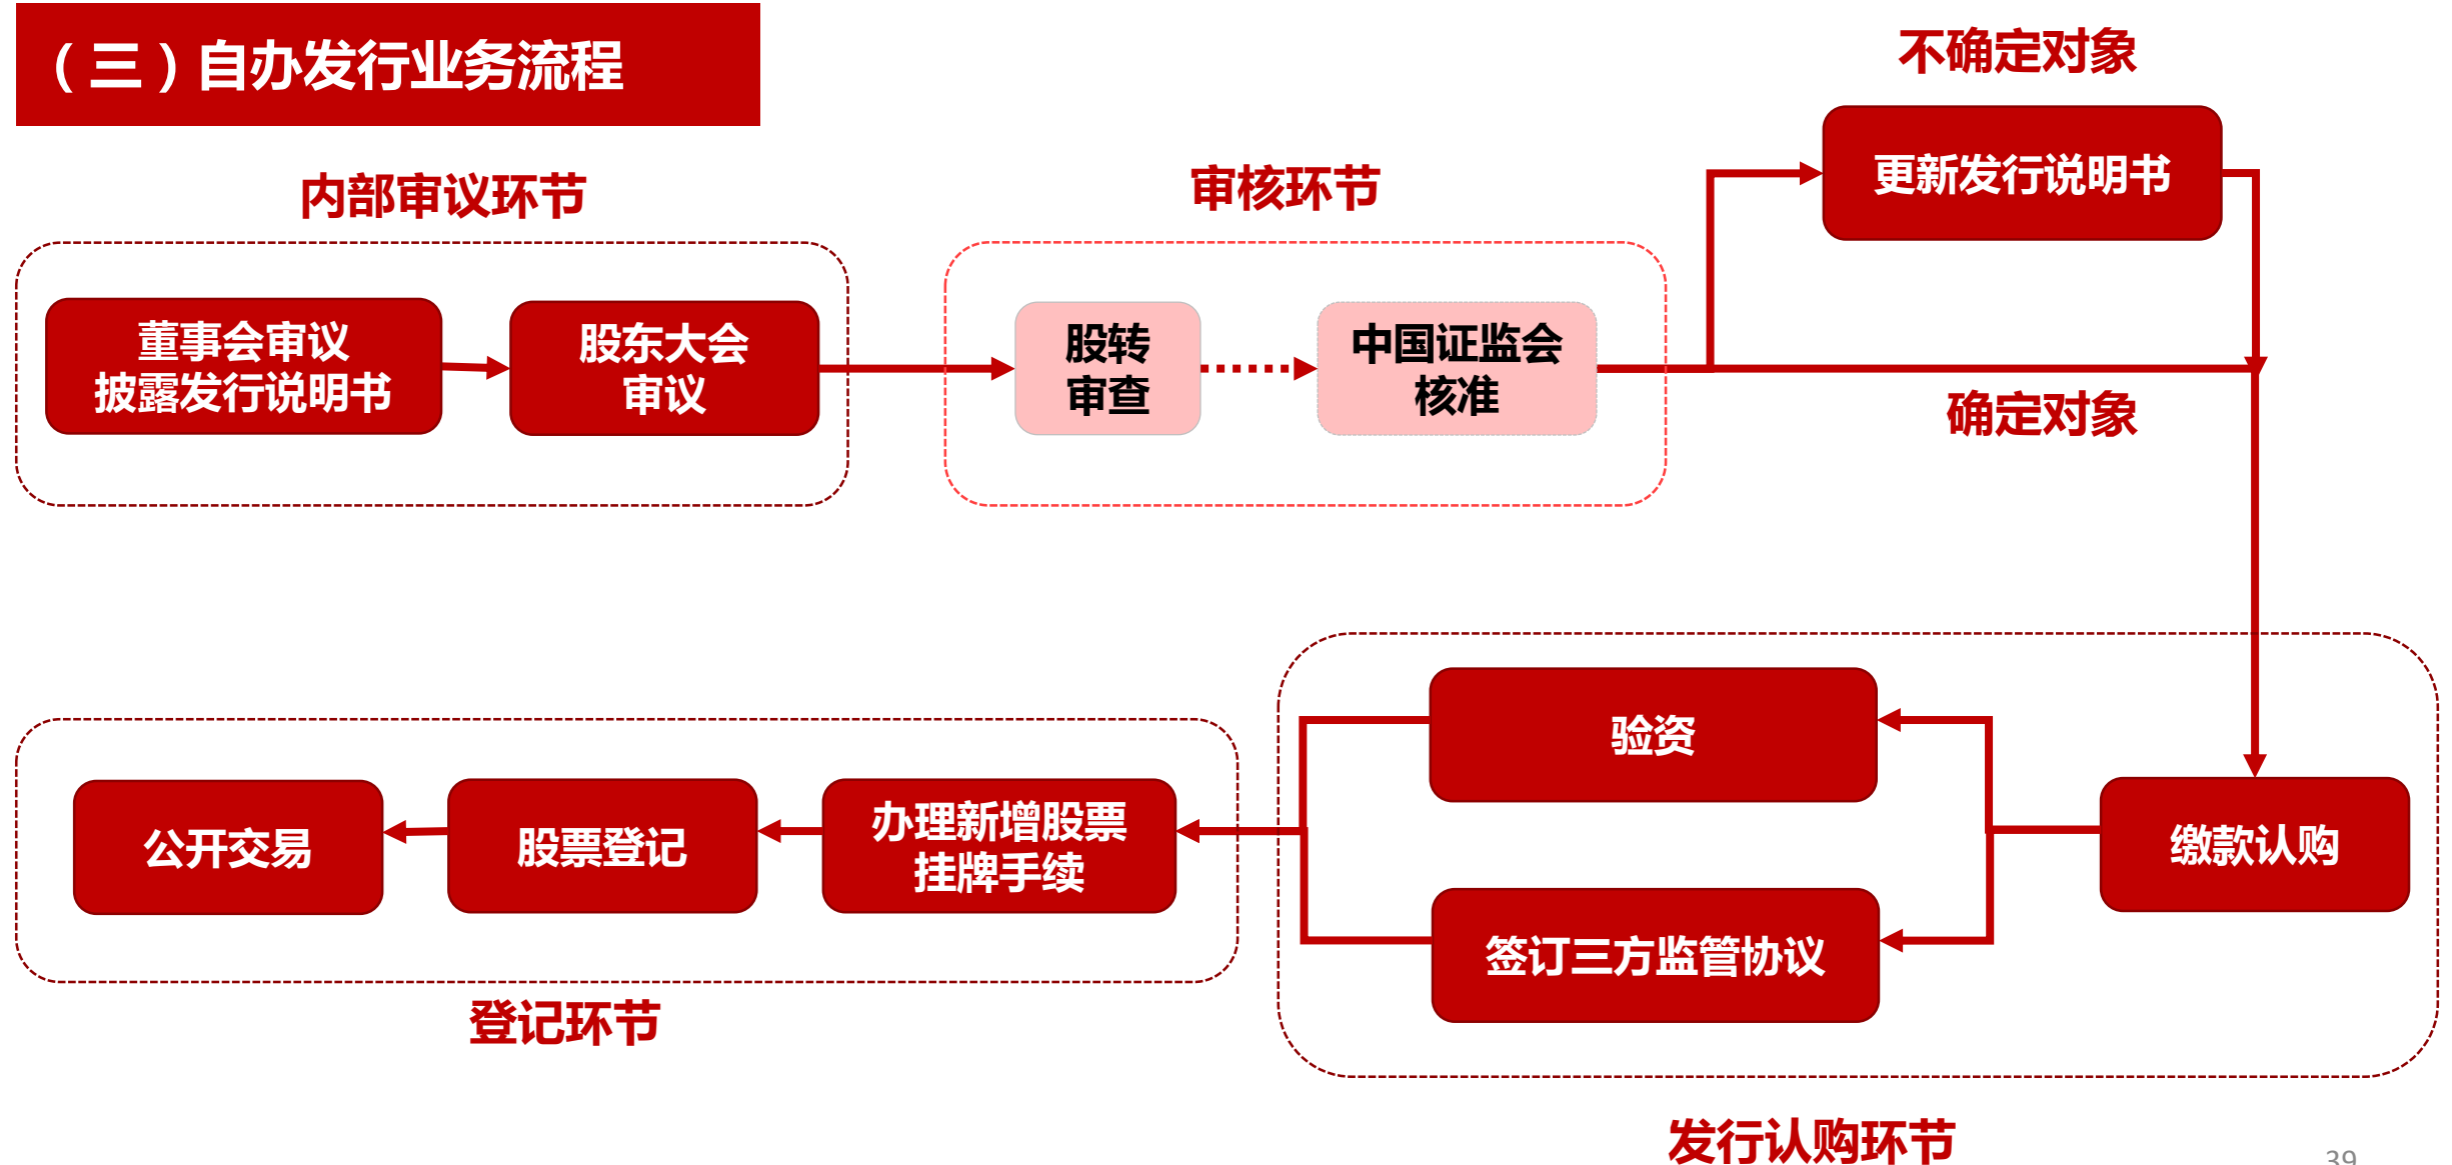 （三）自办发行业务流程
不确定对象
更新发行说明书
内部审议环节
审核环节
董事会审议
披露发行说明书
股东大会
审议
股转
审查
中国证监会
核准
确定对象
验资
缴款认购
签订三方监管协议
办理新增股票
挂牌手续
股票登记
公开交易
登记环节
发行认购环节
39